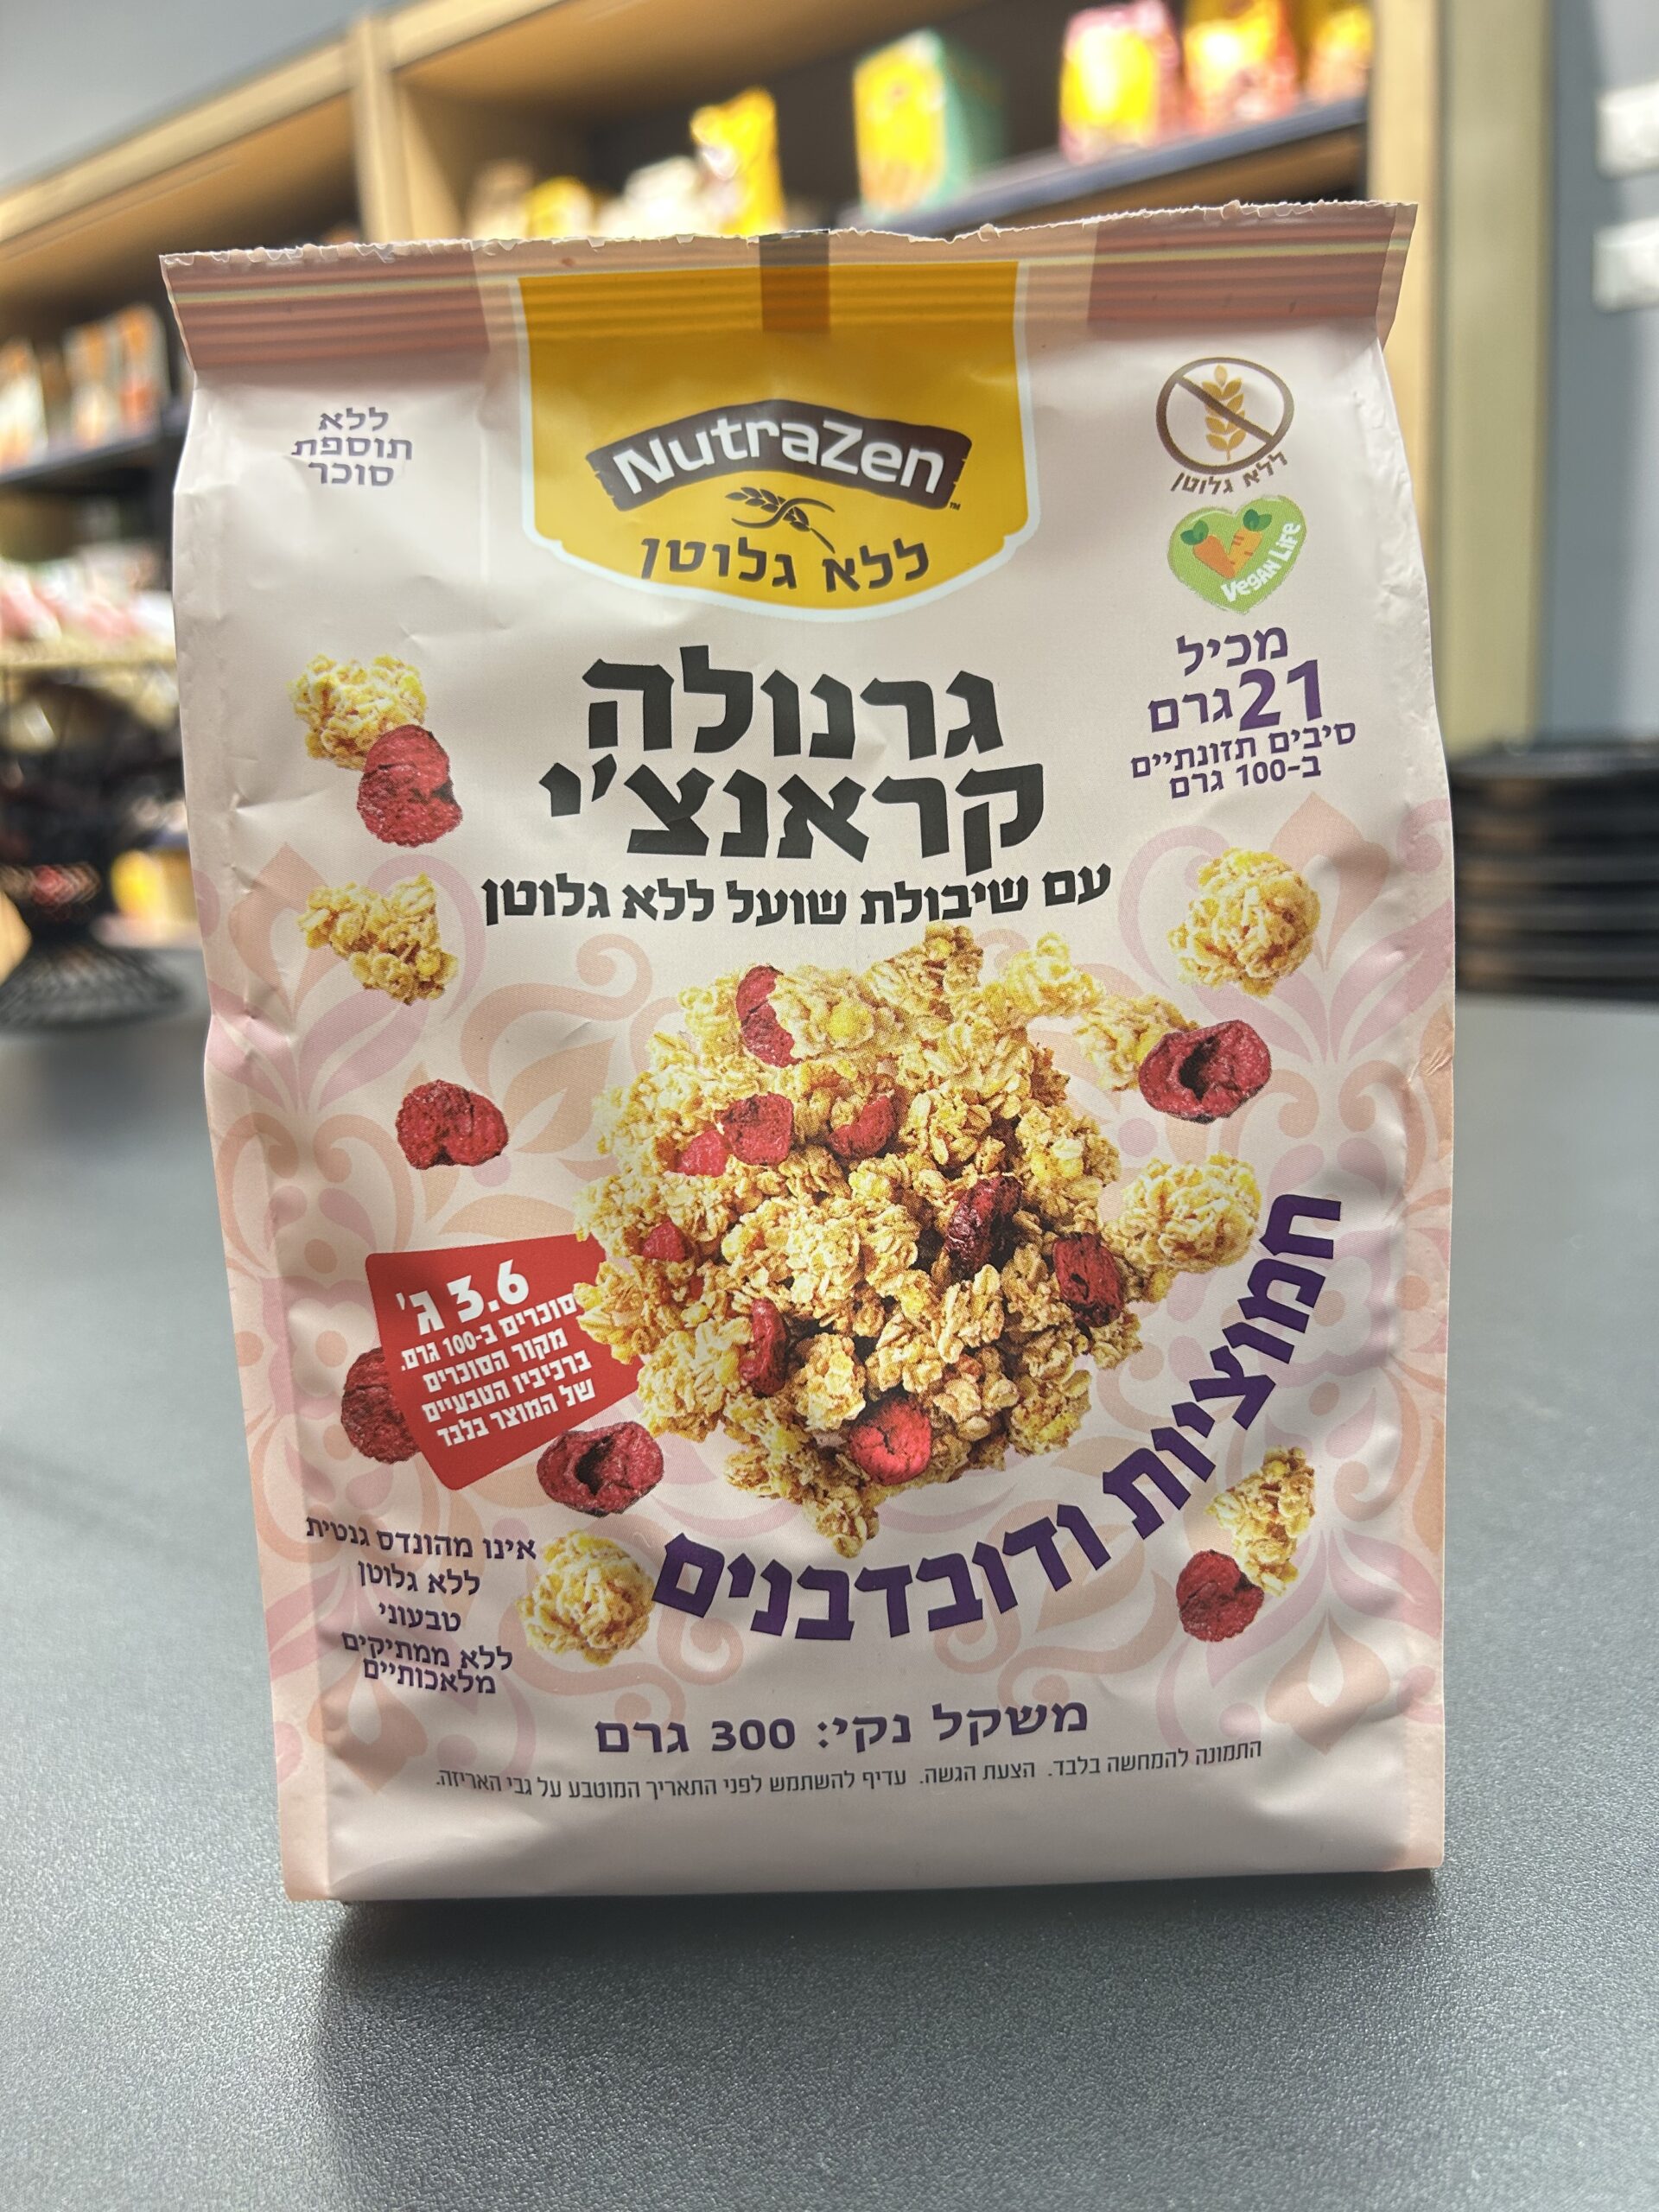 ללא
תוספת
סוכר
NutraZen™
ללא גלוטן
ללא גלוטן
Vegan Life
מכיל
21 גרם
סיבים תזונתיים
ב-100 גרם
גרנולה
קראנצ'י
עם שיבולת שועל ללא גלוטן
3.6 ג'
סוכרים ב-100 גרם.
מקור הסוכרים
ברכיביו הטבעיים
של המוצר בלבד
חמוציות ודובדבנים
אינו מהונדס גנטית
ללא גלוטן
טבעוני
ללא ממתיקים
מלאכותיים
משקל נקי: 300 גרם
התמונה להמחשה בלבד. הצעת הגשה. עדיף להשתמש לפני התאריך המוטבע על גבי האריזה.